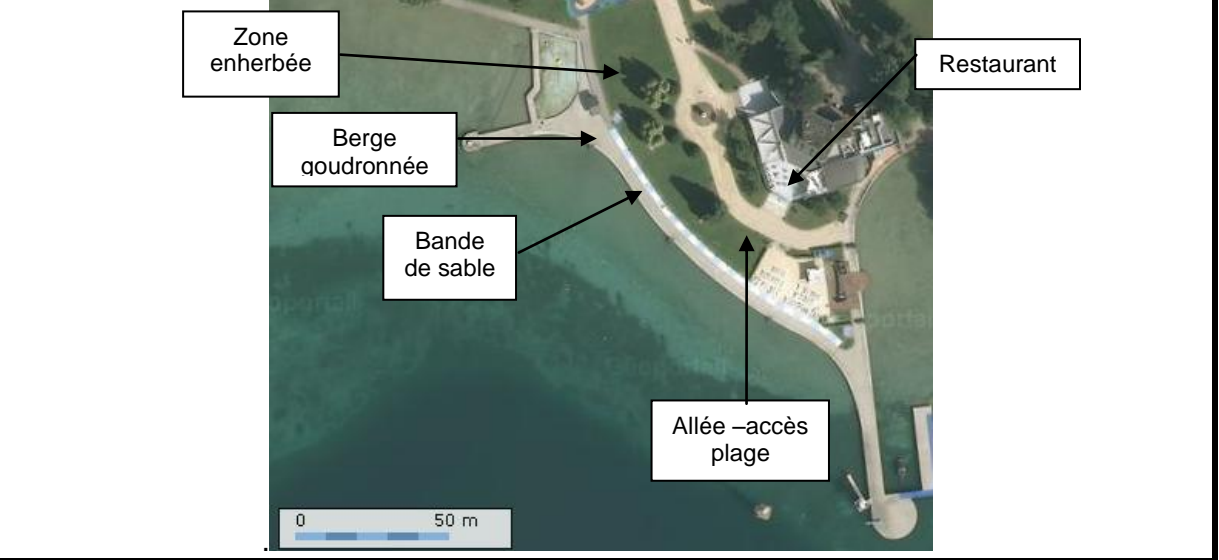 Zone
enherbée
Restaurant
Berge
goudronnée
Bande
de sable
Allée –accès
plage
0 50 m